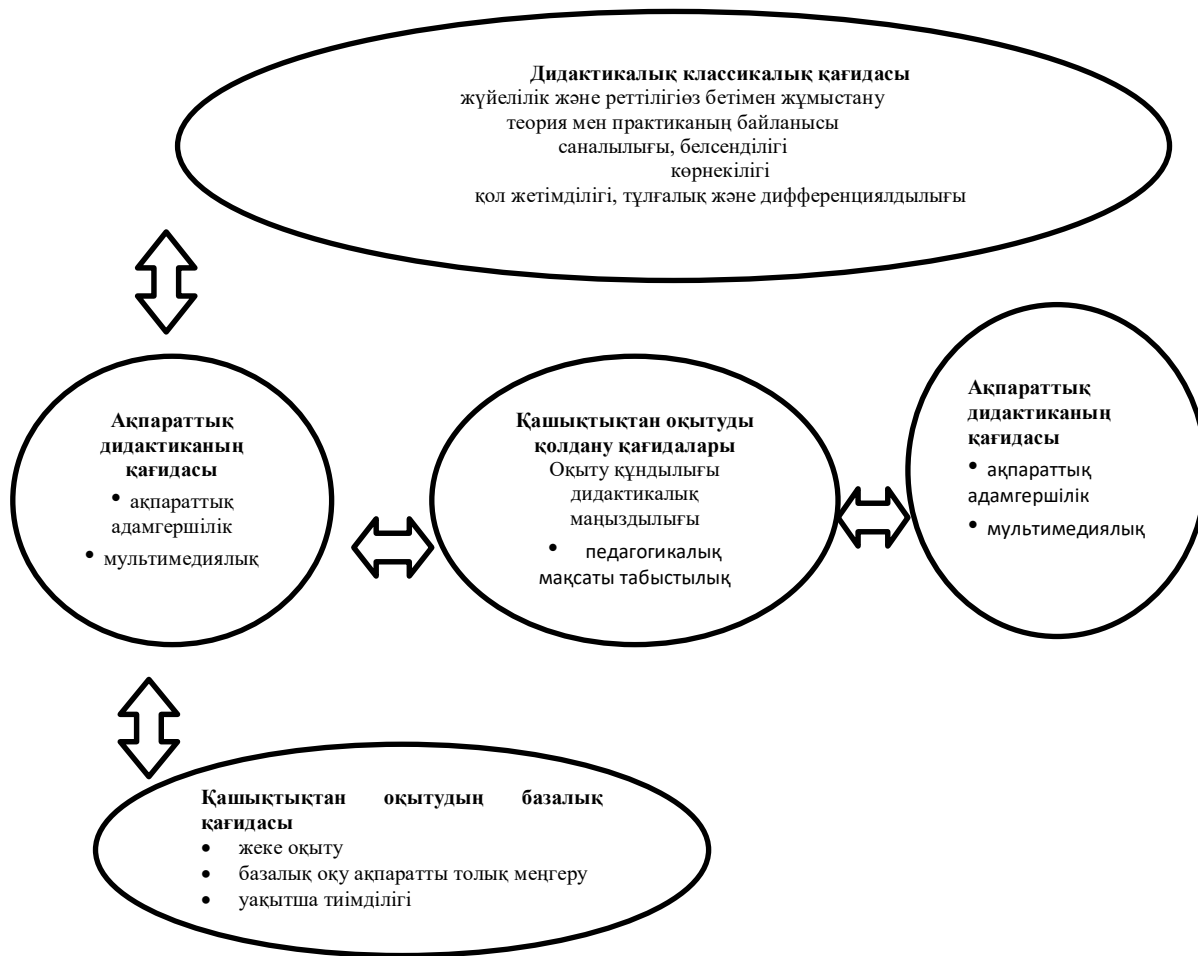 Дидактикалық классикалық қағидасы
жүйелілік және реттілігіөз бетімен жұмыстану
теория мен практиканың байланысы
саналылығы, белсенділігі
көрнекілігі
қол жетімділігі, тұлғалық және дифференциялдылығы
Ақпараттық
дидактиканың
қағидасы
• ақпараттық
адамгершілік
• мультимедиялық
Қашықтықтан оқытуды
қолдану қағидалары
Оқыту құндылығы
дидактикалық
маңыздылығы
• педагогикалық
мақсаты табыстылық
Ақпараттық
дидактиканың
қағидасы
• ақпараттық
адамгершілік
• мультимедиялық
Қашықтықтан оқытудың базалық
қағидасы
• жеке оқыту
• базалық оқу ақпаратты толық меңгеру
• уақытша тиімділігі